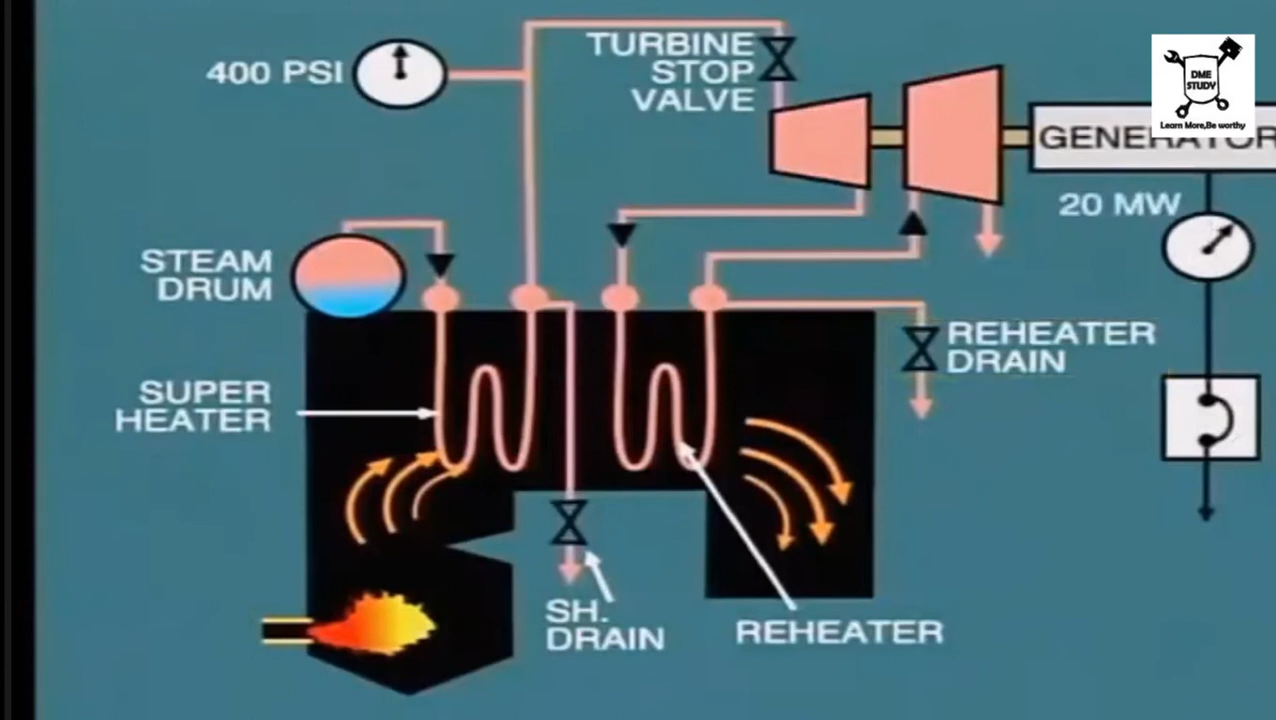 400 PSI
TURBINE
STOP
VALVE
DME
STUDY
Learn More,Be worthy
GENERATOR
20 MW
STEAM
DRUM
REHEATER
DRAIN
SUPER
HEATER
SH.
DRAIN
REHEATER